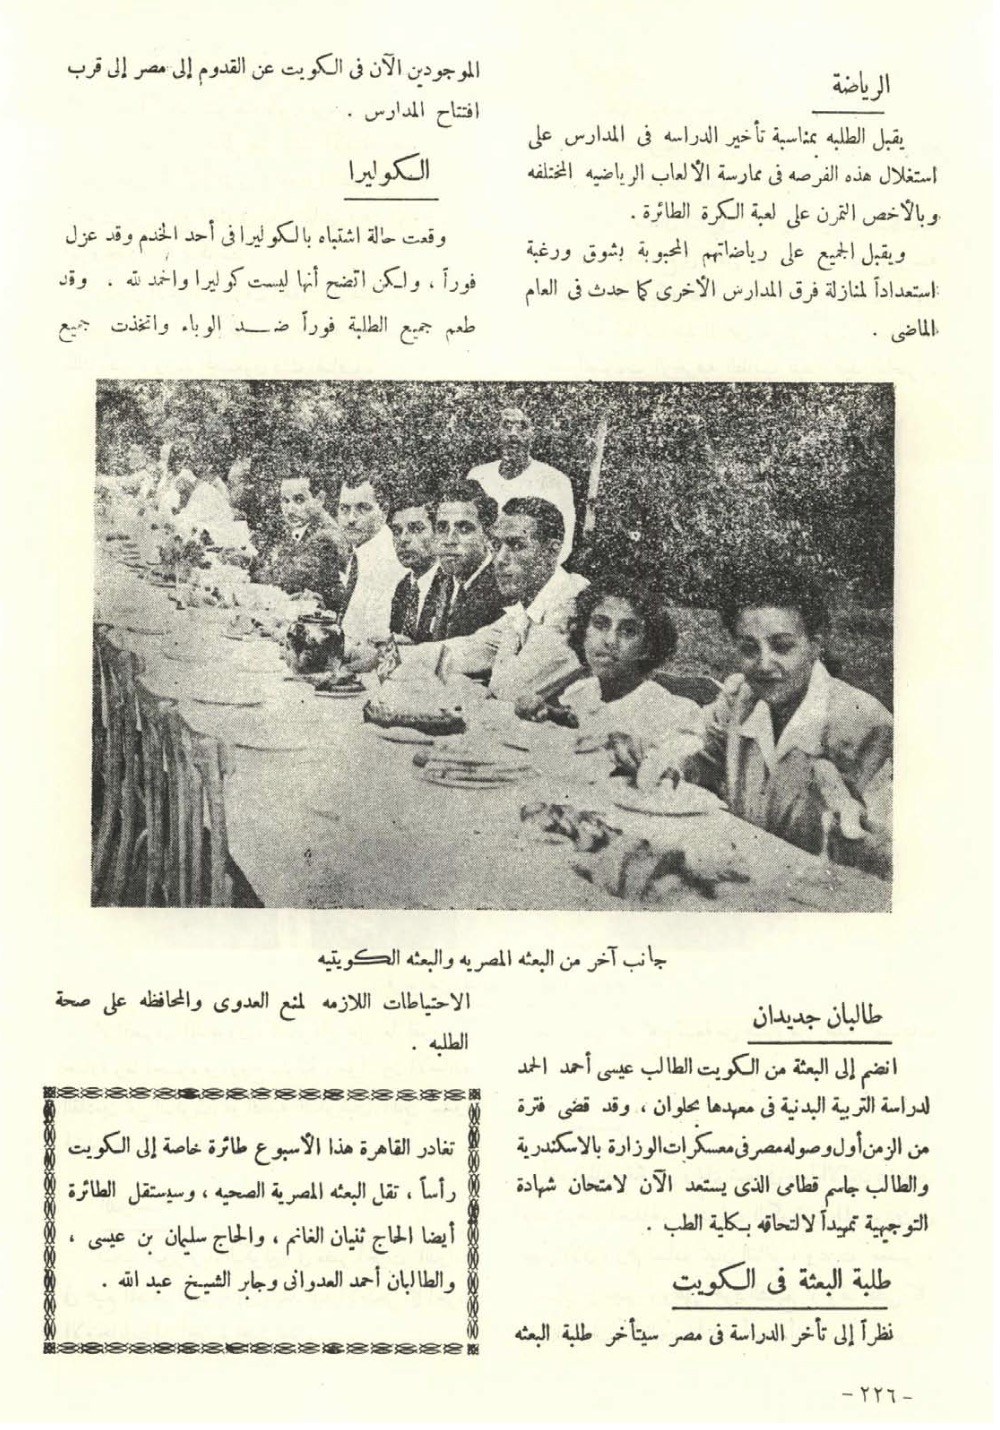 الرياضة
يقبل الطلبه بمناسبة تأخير الدراسه فى المدارس على
استغلال هذه الفرصه فى ممارسة الألعاب الرياضيه المختلفه
وبالأخص التمرن على لعبة الكرة الطائرة .
ويقبل الجميع على رياضاتهم المحبوبة بشوق ورغبة
استعداداً لمنازلة فرق المدارس الأخرى كما حدث فى العام
الماضى .
طالبان جديدان
انضم إلى البعثة من الكويت الطالب عيسى أحمد الحمد
لدراسة التربية البدنية فى معهدها بحلوان ، وقد قضى فترة
من الزمن أول وصوله مصر فى معسكرات الوزارة بالاسكندرية
والطالب جاسم قطامى الذى يستعد الآن لامتحان شهادة
التوجيهية تمهيداً لالتحاقه بكلية الطب .
طلبة البعثة فى الكويت
نظراً إلى تأخر الدراسة فى مصر سيتأخر طلبة البعثه
الموجودين الآن فى الكويت عن القدوم إلى مصر إلى قرب
افتتاح المدارس .
الكوليرا
وقعت حالة اشتباه بالكوليرا فى أحد الخدم وقد عزل
فوراً ، ولكن اتضح أنها ليست كوليرا والحمد لله . وقد
طعم جميع الطلبة فوراً ضد الوباء واتخذت جميع
جانب آخر من البعثه المصريه والبعثه الكويتيه
الاحتياطات اللازمه لمنع العدوى والمحافظه على صحة
الطلبه .
تغادر القاهرة هذا الأسبوع طائرة خاصة إلى الكويت
رأساً ، تقل البعثه المصرية الصحيه ، وسيستقل الطائرة
أيضا الحاج ثنيان الغانم ، والحاج سليمان بن عيسى ،
والطالبان أحمد العدوانى وجابر الشيخ عبد الله .
- ٢٢٦ -